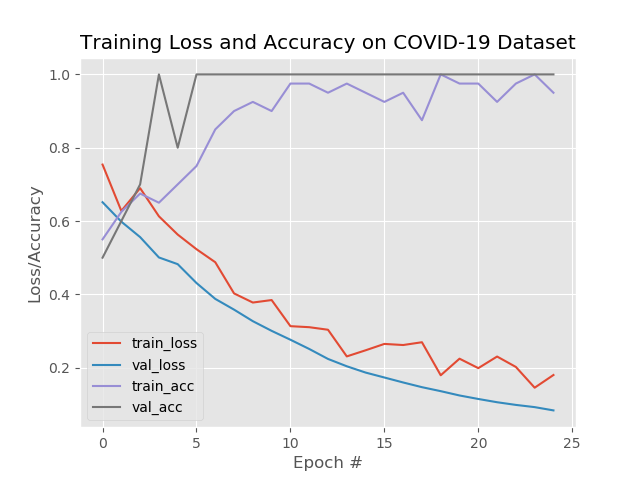 Training Loss and Accuracy on COVID-19 Dataset
1.0
0.8
0.6
0.4
0.2
Loss/Accuracy
train_loss
val_loss
train_acc
val_acc
0 5 10 15 20 25
Epoch #